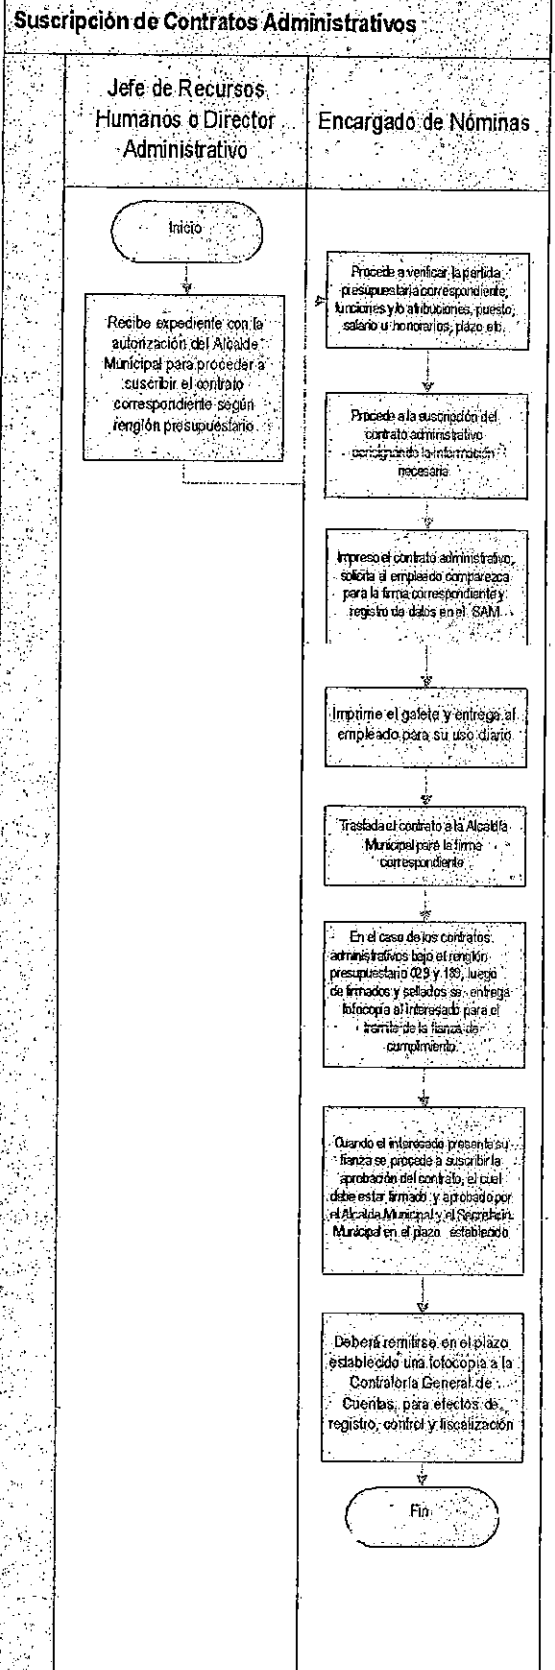 Suscripción de Contratos Administrativos
Jefe de Recursos
Humanos o Director
Administrativo
Encargado de Nóminas
Inicio
Recibe expediente con la
autorización del Alcalde
Municipal para proceder a
suscribir el contrato
correspondiente según
renglón presupuestario
Procede a verificar la partida
presupuestaria correspondiente,
funciones y/o atribuciones, puesto,
salario u honorarios, plazo etc.
Procede a la suscripción del
contrato administrativo
consignando la información
necesaria
Impreso el contrato administrativo,
solicita al empleado comparezca
para la firma correspondiente y
registro de datos en el SAM
Imprime el gafete y entrega al
empleado para su uso diario
Traslada el contrato a la Alcaldía
Municipal para la firma
correspondiente
En el caso de los contratos
administrativos bajo el renglón
presupuestario 029 y 189, luego
de firmados y sellados se entrega
fotocopia al interesado para el
tramite de la fianza de
cumplimiento.
Cuando el interesado presenta su
fianza se procede a suscribir la
aprobación del contrato, el cual
debe estar firmado y aprobado por
el Alcalde Municipal y el Secretario
Municipal en el plazo establecido
Deberá remitirse en el plazo
establecido una fotocopia a la
Contraloría General de
Cuentas, para efectos de
registro, control y fiscalización
Fin